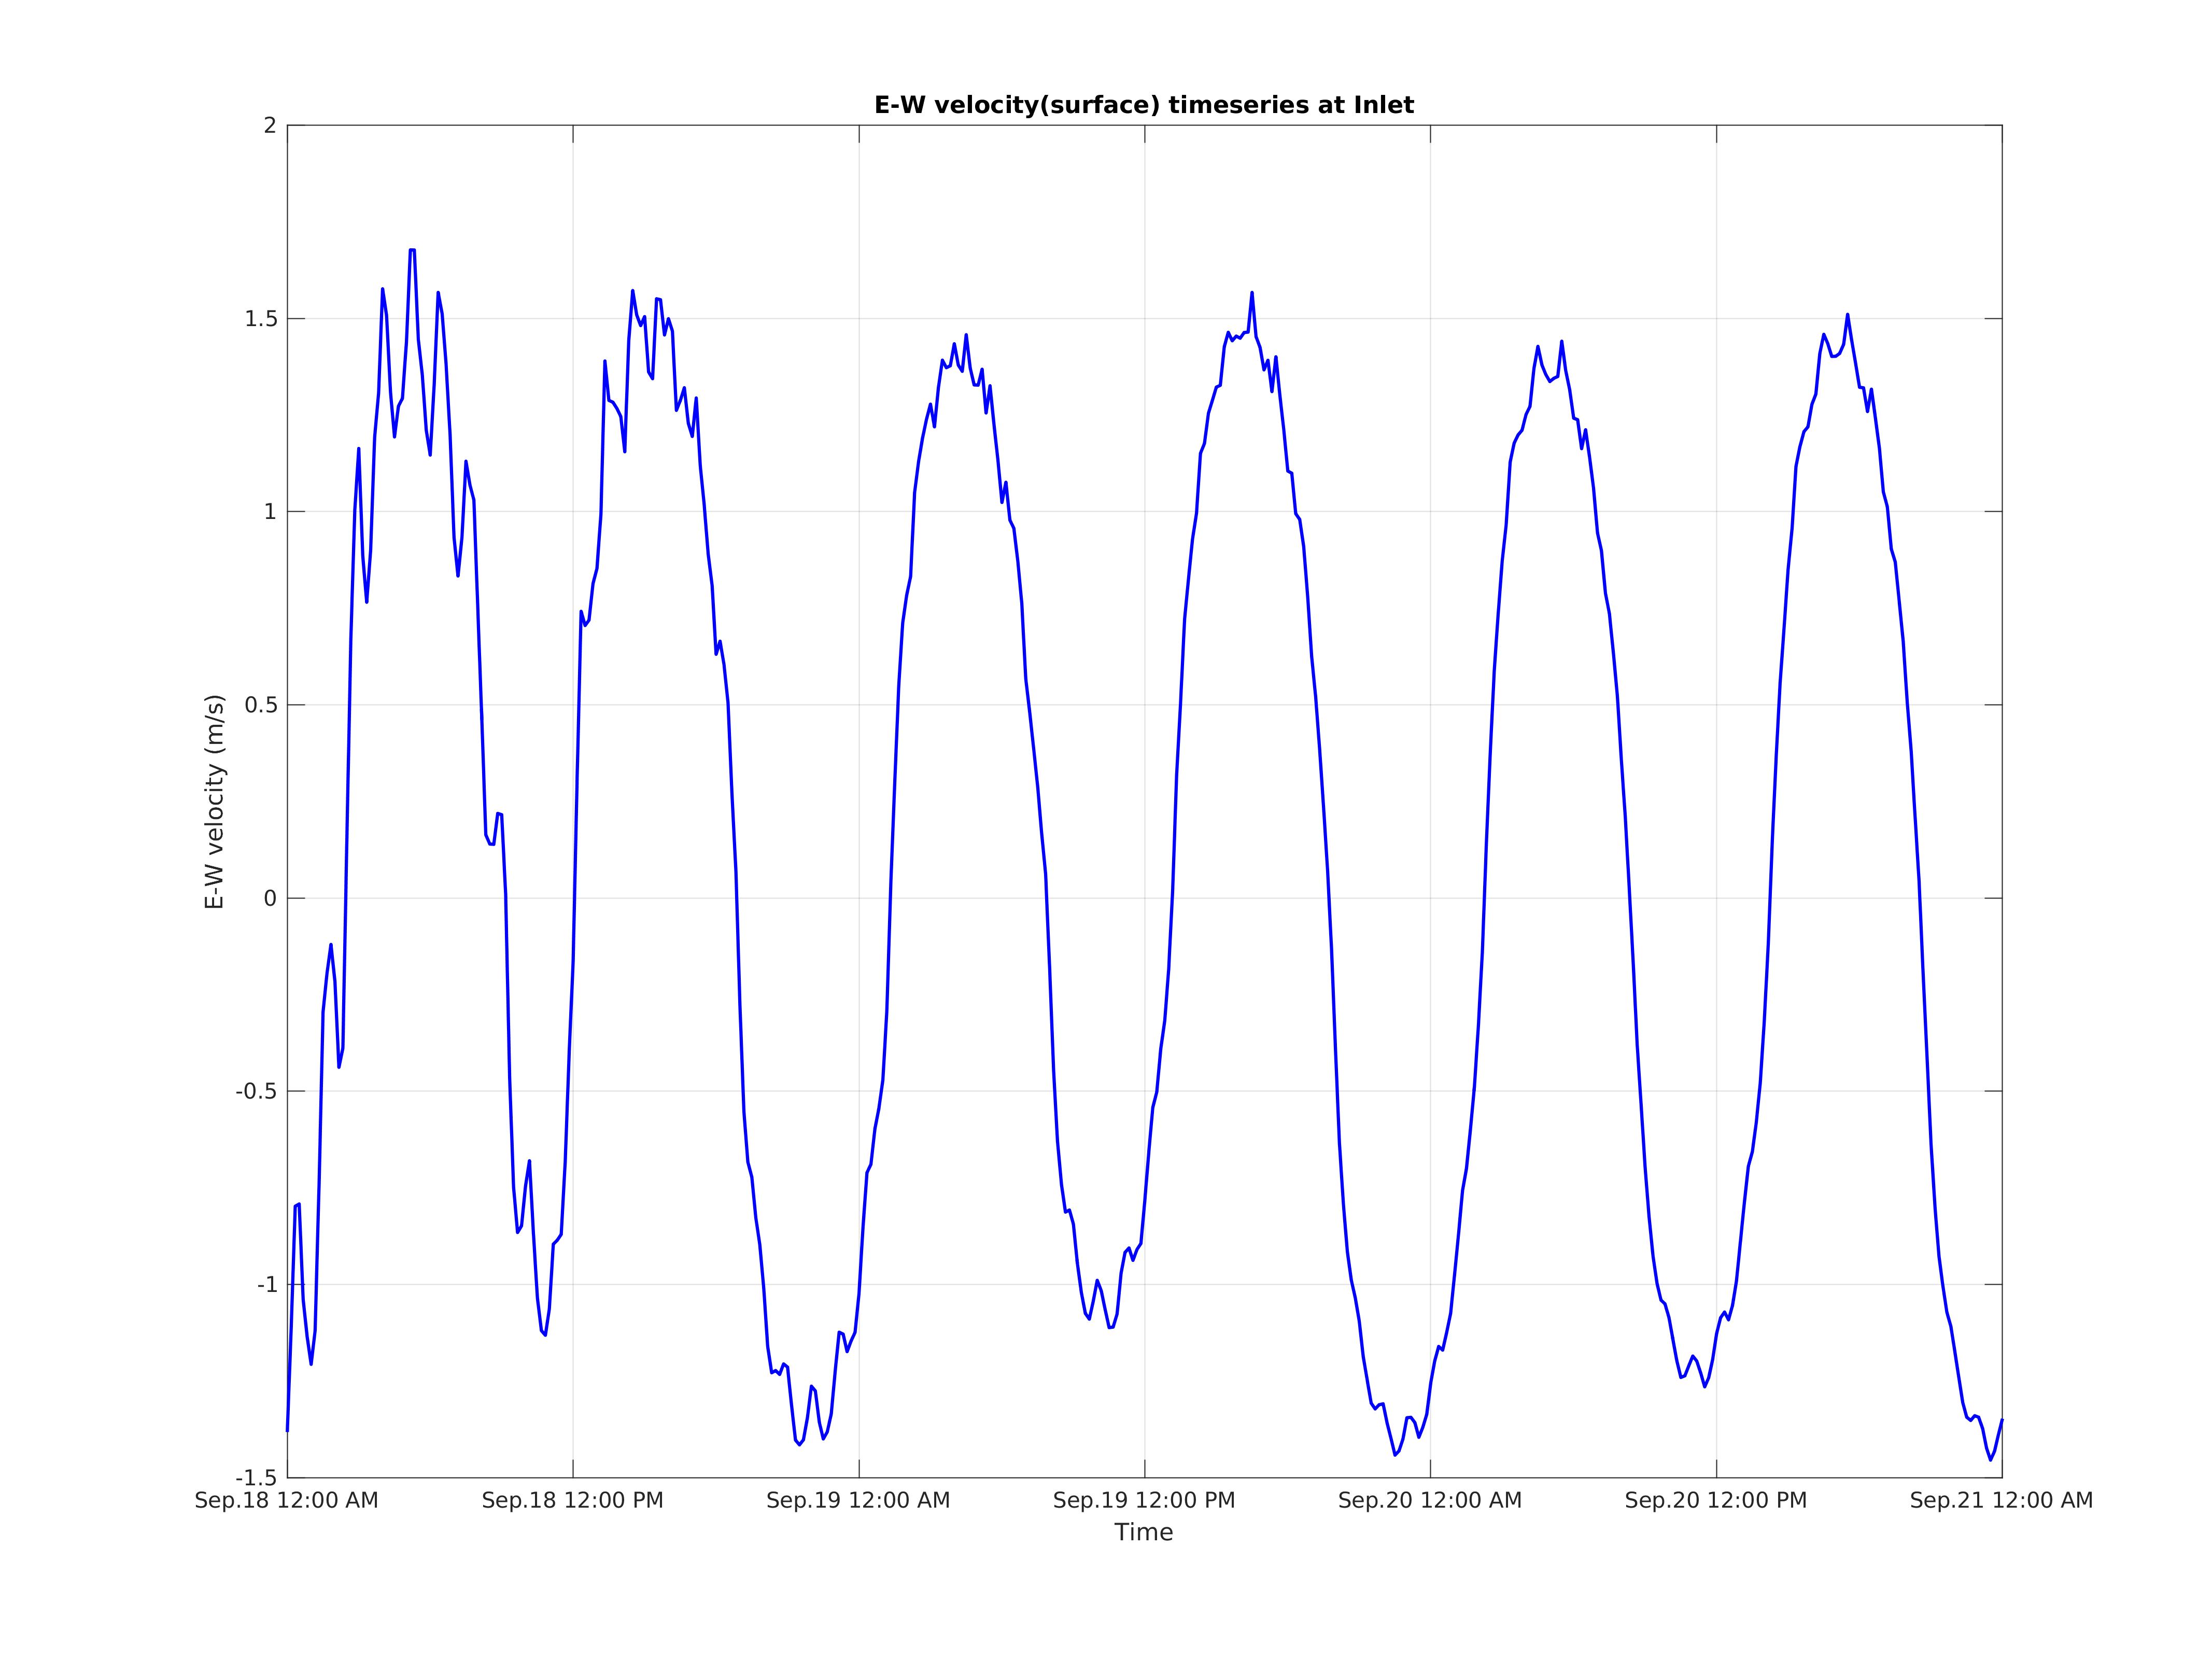 E-W velocity(surface) timeseries at Inlet
2
1.5
1
0.5
0
-0.5
-1
-1.5
E-W velocity (m/s)
Sep.18 12:00 AM Sep.18 12:00 PM Sep.19 12:00 AM Sep.19 12:00 PM Sep.20 12:00 AM Sep.20 12:00 PM Sep.21 12:00 AM
Time